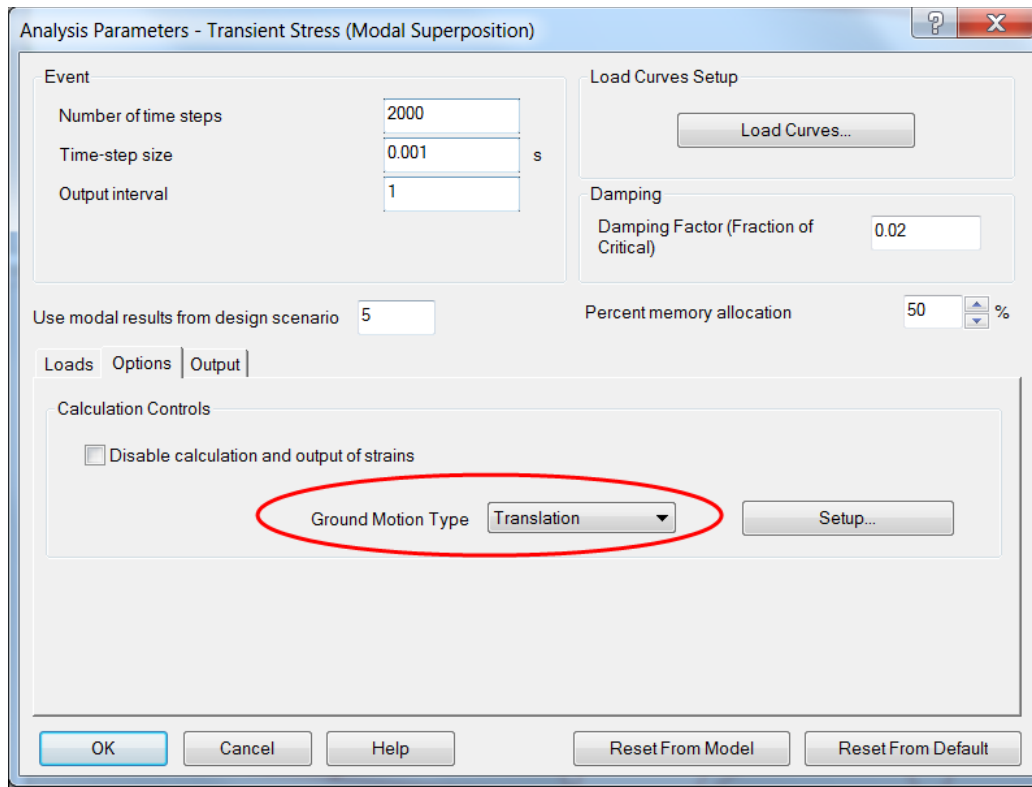 Analysis Parameters - Transient Stress (Modal Superposition)
Event
Number of time steps 2000
Time-step size 0.001 s
Output interval 1
Load Curves Setup
Load Curves...
Damping
Damping Factor (Fraction of
Critical) 0.02
Use modal results from design scenario 5
Percent memory allocation 50 %
Loads Options Output
Calculation Controls
Disable calculation and output of strains
Ground Motion Type Translation Setup...
OK Cancel Help Reset From Model Reset From Default